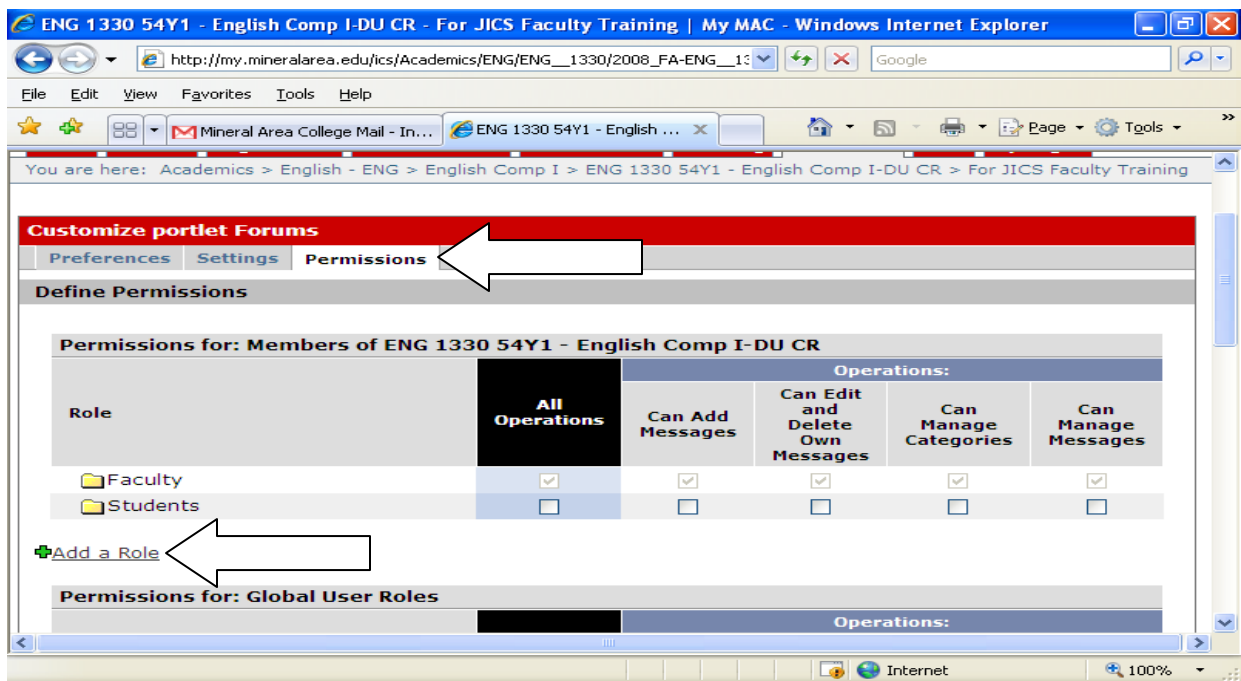 ENG 1330 54Y1 - English Comp I-DU CR - For JICS Faculty Training | My MAC - Windows Internet Explorer
http://my.mineralarea.edu/ics/Academics/ENG/ENG__1330/2008_FA-ENG__13
Google
File Edit View Favorites Tools Help
Mineral Area College Mail - In... ENG 1330 54Y1 - English ... Page Tools
You are here: Academics > English - ENG > English Comp I > ENG 1330 54Y1 - English Comp I-DU CR > For JICS Faculty Training
Customize portlet Forums
Preferences Settings Permissions
Define Permissions
Permissions for: Members of ENG 1330 54Y1 - English Comp I-DU CR
Operations:
Role
All Operations
Can Add Messages
Can Edit and Delete Own Messages
Can Manage Categories
Can Manage Messages
Faculty
Students
Add a Role
Permissions for: Global User Roles
Operations:
Internet 100%